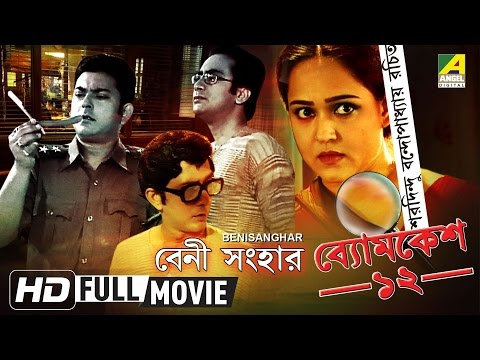 ANGEL
DIGITAL
শরদিন্দু বন্দোপাধ্যায় রচিত
BENISANGHAR
বেনী সংহার
ব্যোমকেশ
১২
HD FULL MOVIE